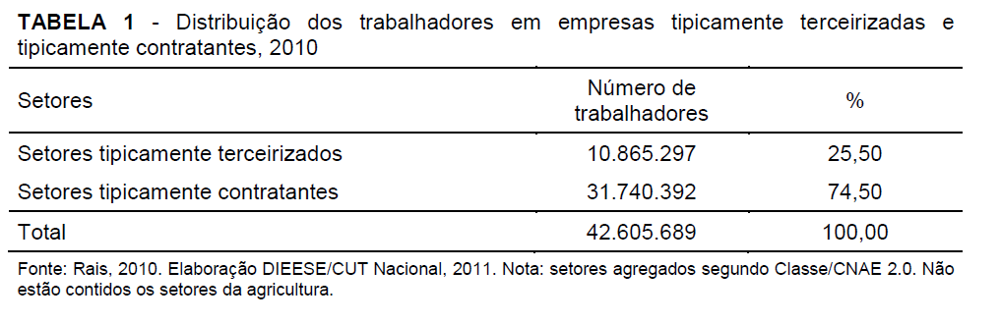 TABELA 1 - Distribuição dos trabalhadores em empresas tipicamente terceirizadas e
tipicamente contratantes, 2010
Setores Número de trabalhadores %
Setores tipicamente terceirizados 10.865.297 25,50
Setores tipicamente contratantes 31.740.392 74,50
Total 42.605.689 100,00
Fonte: Rais, 2010. Elaboração DIEESE/CUT Nacional, 2011. Nota: setores agregados segundo Classe/CNAE 2.0. Não
estão contidos os setores da agricultura.